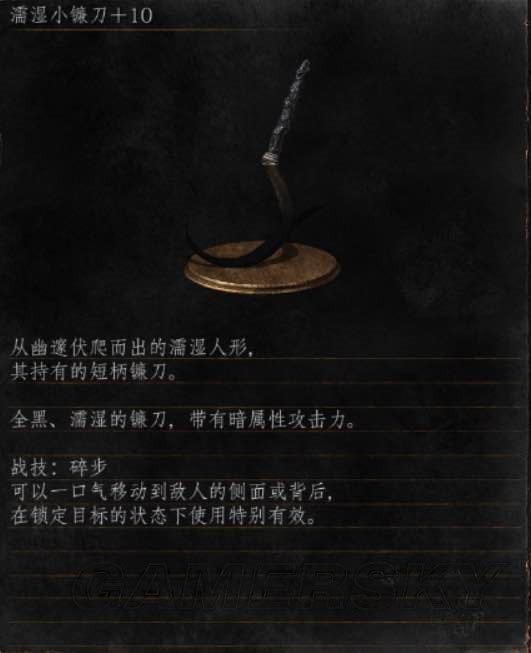 濡湿小镰刀＋10
从幽邃伏爬而出的濡湿人形，
其持有的短柄镰刀。
全黑、濡湿的镰刀，带有暗属性攻击力。
战技：碎步
可以一口气移动到敌人的侧面或背后，
在锁定目标的状态下使用特别有效。
GAMERSKY